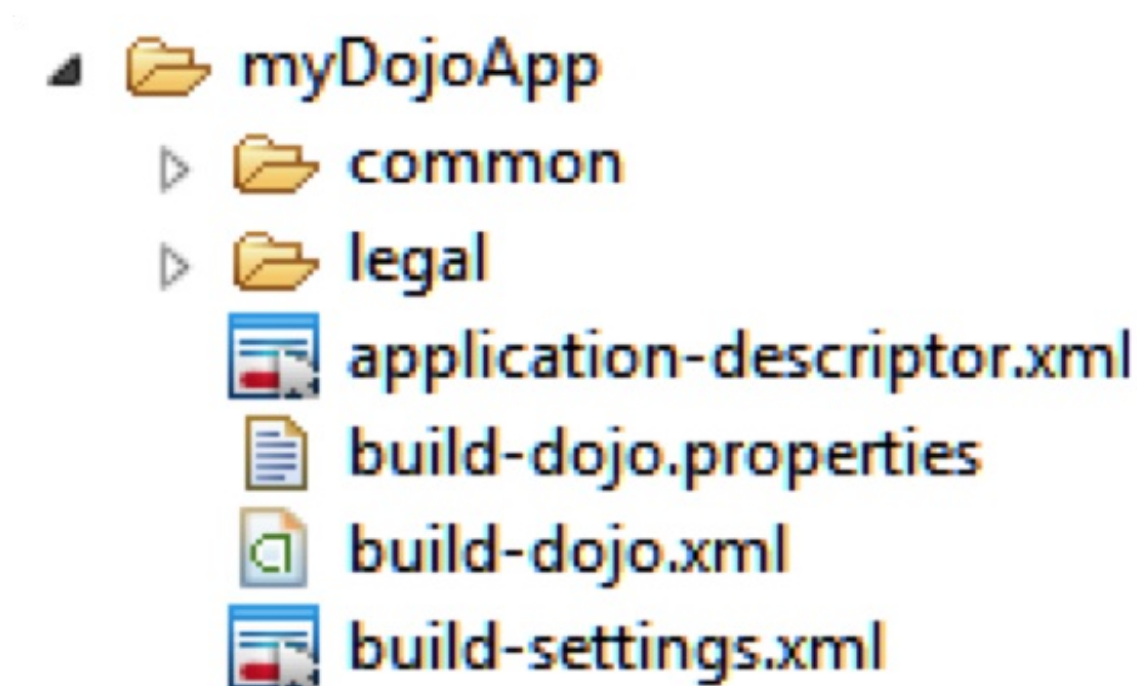 myDojoApp
common
legal
application-descriptor.xml
build-dojo.properties
build-dojo.xml
build-settings.xml